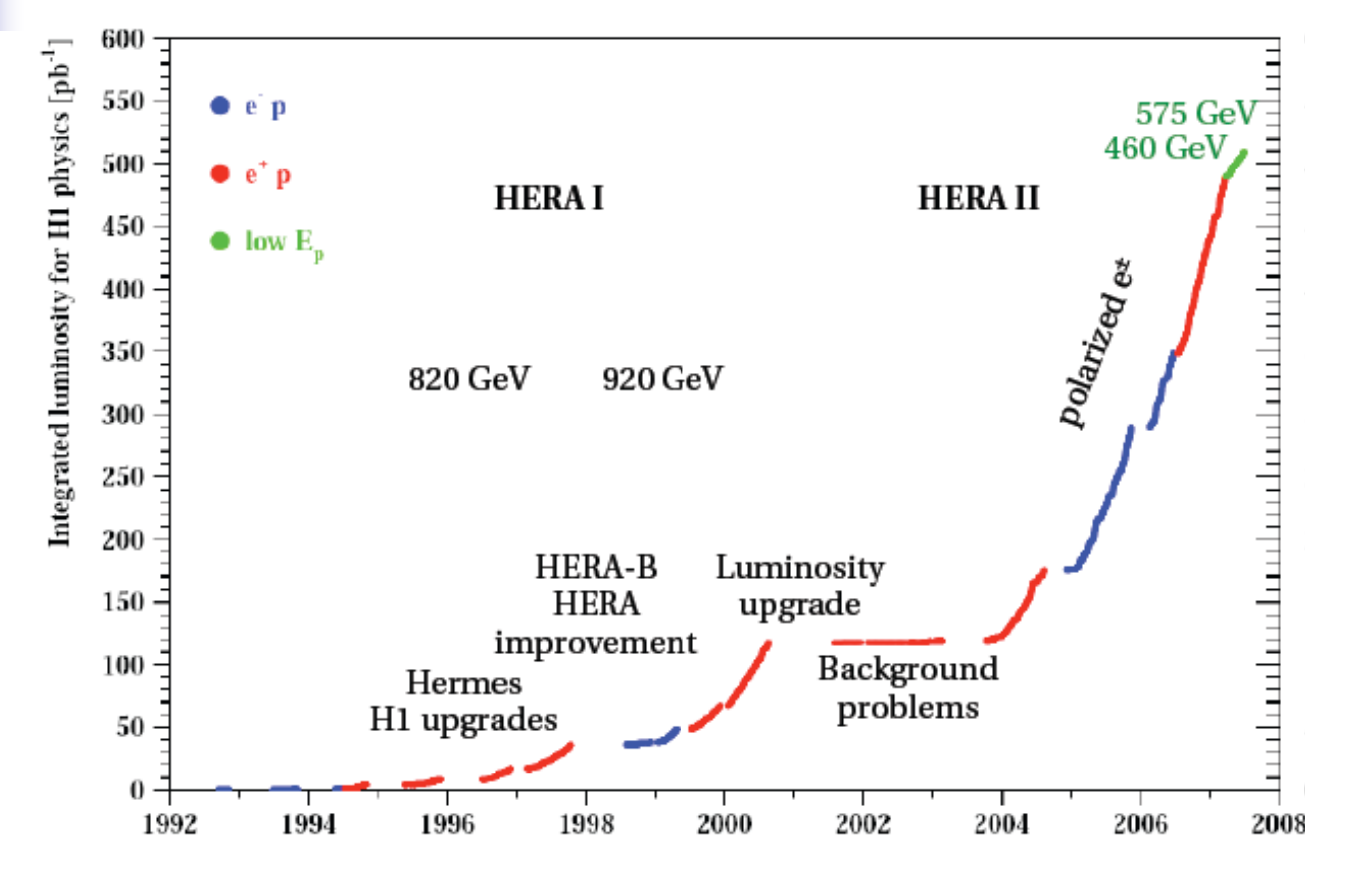 Integrated luminosity for H1 physics [pb⁻¹]
600
550
500
450
400
350
300
250
200
150
100
50
0
e⁻ p
e⁺ p
low Eₚ
HERA I
HERA II
575 GeV
460 GeV
polarized e±
820 GeV
920 GeV
HERA-B
HERA
improvement
Luminosity
upgrade
Hermes
H1 upgrades
Background
problems
1992 1994 1996 1998 2000 2002 2004 2006 2008